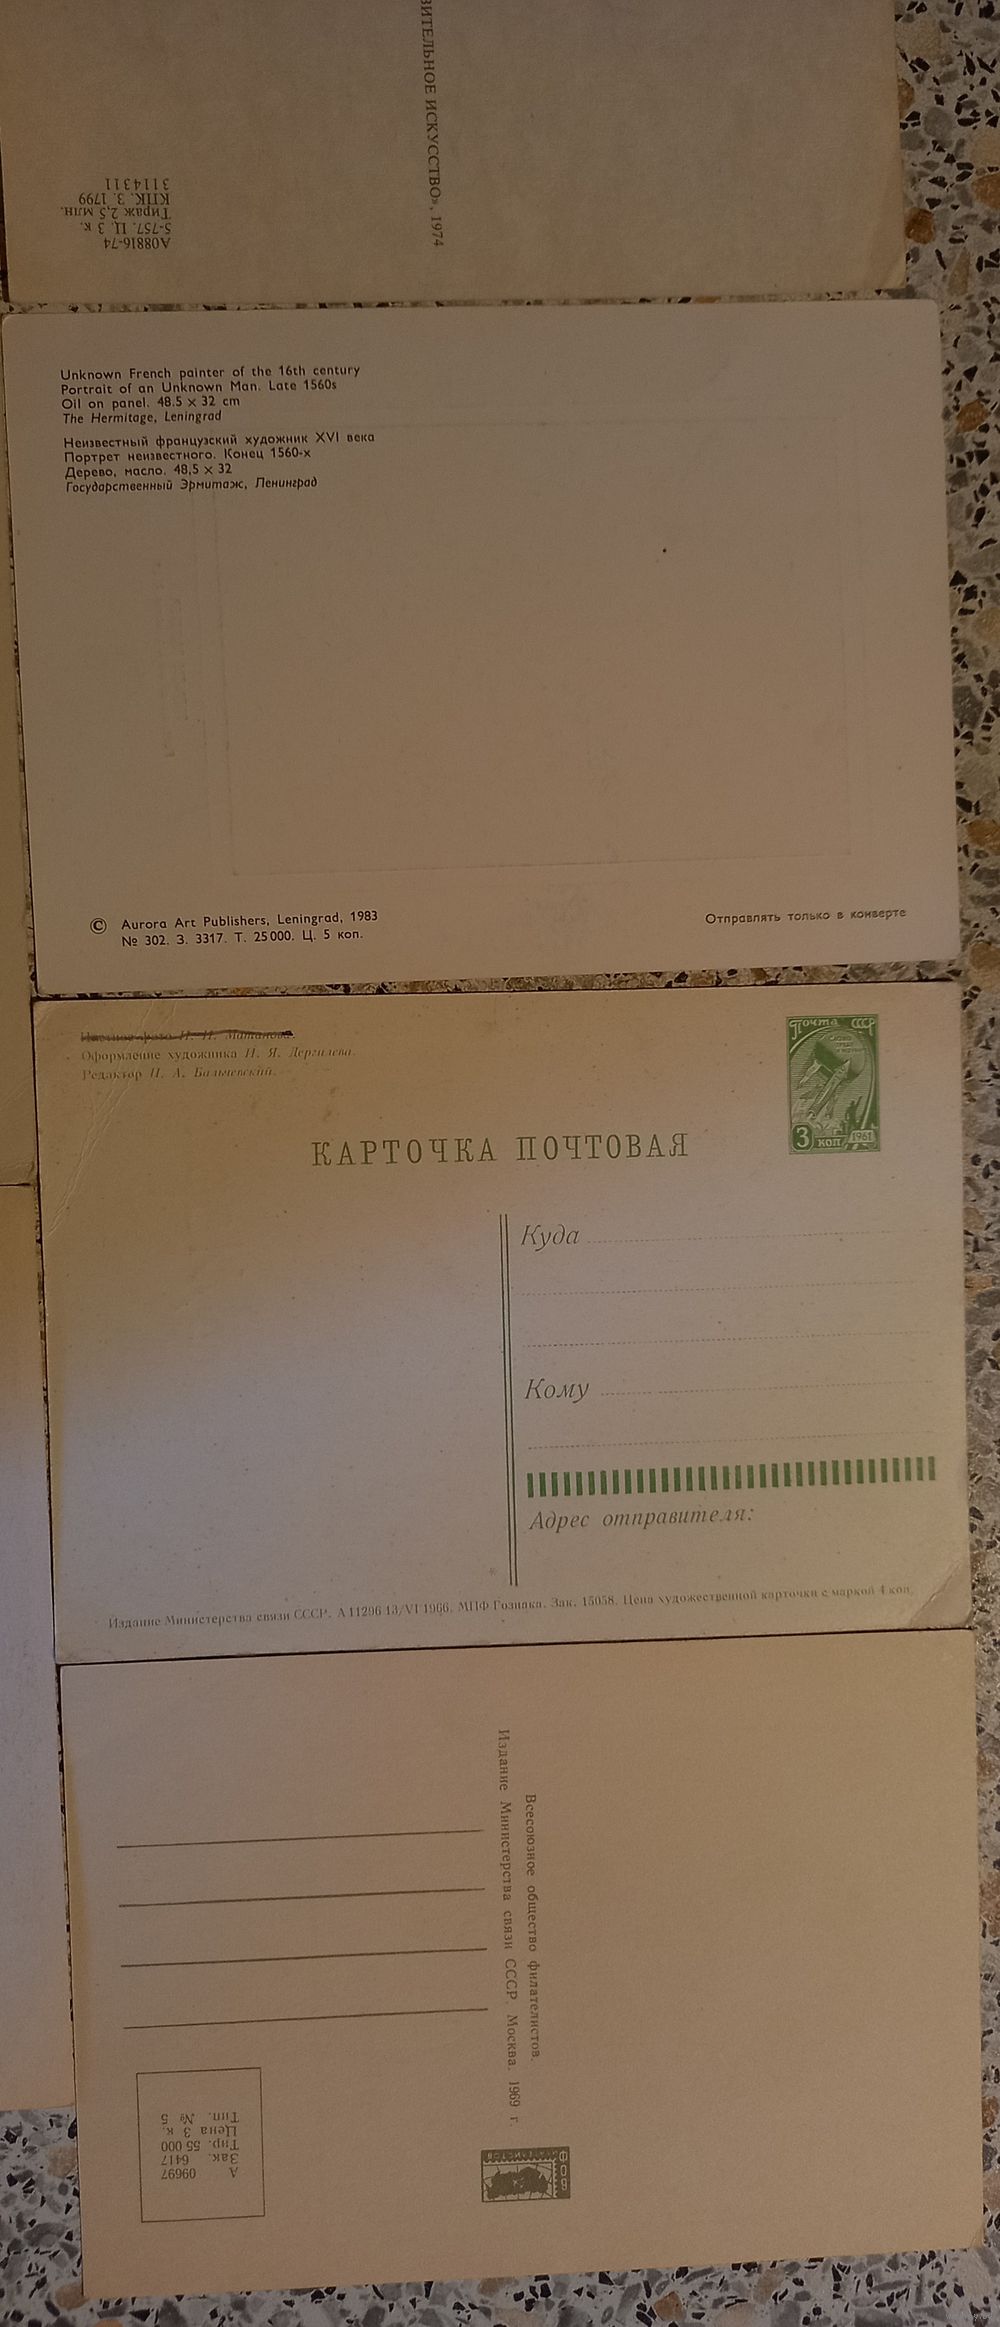 ВИТЕЛЬНОЕ ИСКУССТВО», 1974
А08816-74
5-757. Ц. 3 к.
Тираж 2,5 млн.
КПК. З. 1799
3114311
Unknown French painter of the 16th century
Portrait of an Unknown Man. Late 1560s
Oil on panel. 48.5 × 32 cm
The Hermitage, Leningrad
Неизвестный французский художник XVI века
Портрет неизвестного. Конец 1560-х
Дерево, масло. 48,5 × 32
Государственный Эрмитаж, Ленинград
© Aurora Art Publishers, Leningrad, 1983
№ 302. З. 3317. Т. 25000. Ц. 5 коп.
Отправлять только в конверте
Цветное фото
Оформление художника И. Я. Дергилева.
Редактор
Почта СССР
3 коп 1961
КАРТОЧКА ПОЧТОВАЯ
Куда
Кому
Адрес отправителя:
Издание Министерства связи СССР. А 11296 13/VI 1966. МПФ Гознака. Зак. 15058. Цена художественной карточки с маркой 4 коп.
Всесоюзное общество филателистов.
Издание Министерства связи СССР. Москва. 1969 г.
А 09697
Зак. 6417
Тир. 55 000
Цена 3 к.
Тип. № 5
ВОФ